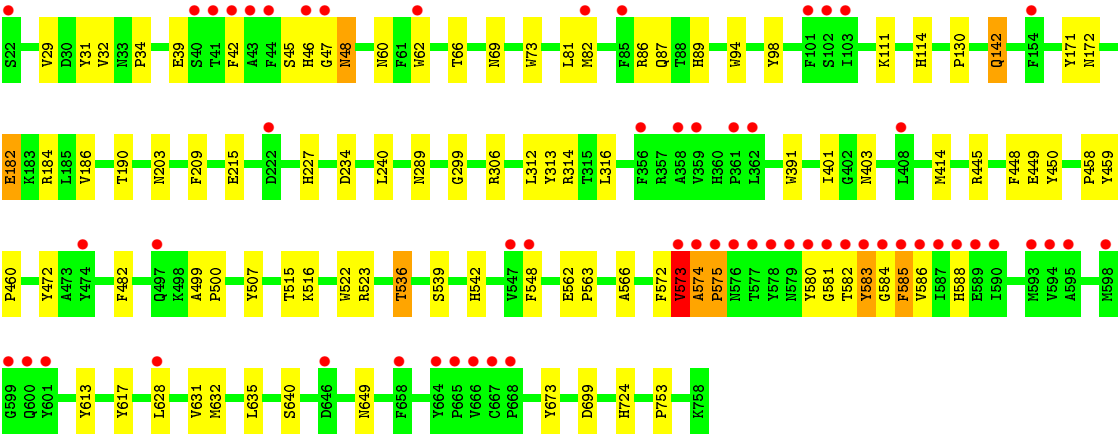 S22 V29 D30 Y31 V32 N33 P34 E39 S40 T41 F42 A43 F44 S45 H46 G47 N48 N60 F61 W62 T66 N69 W73 L81 M82 F85 R86 Q87 T88 H89 W94 Y98 F101 S102 I103 K111 H114 P130 Q142 F154 Y171 N172
E182 K183 R184 L185 V186 T190 N203 F209 E215 D222 H227 D234 L240 N289 G299 R306 L312 Y313 R314 T315 L316 F356 R357 A358 V359 H360 P361 L362 W391 I401 G402 N403 L408 M414 R445 F448 E449 Y450 P458 Y459
P460 Y472 A473 Y474 F482 Q497 K498 A499 P500 Y507 T515 K516 W522 R523 T536 S539 H542 V547 F548 E562 P563 A566 F572 V573 A574 P575 N576 T577 Y578 N579 Y580 G581 T582 Y583 G584 F585 V586 I587 H588 E589 I590 M593 V594 A595 M598
G599 Q600 Y601 Y613 Y617 L628 V631 M632 L635 S640 D646 N649 F658 Y664 P665 V666 C667 P668 Y673 D699 H724 P753 K758